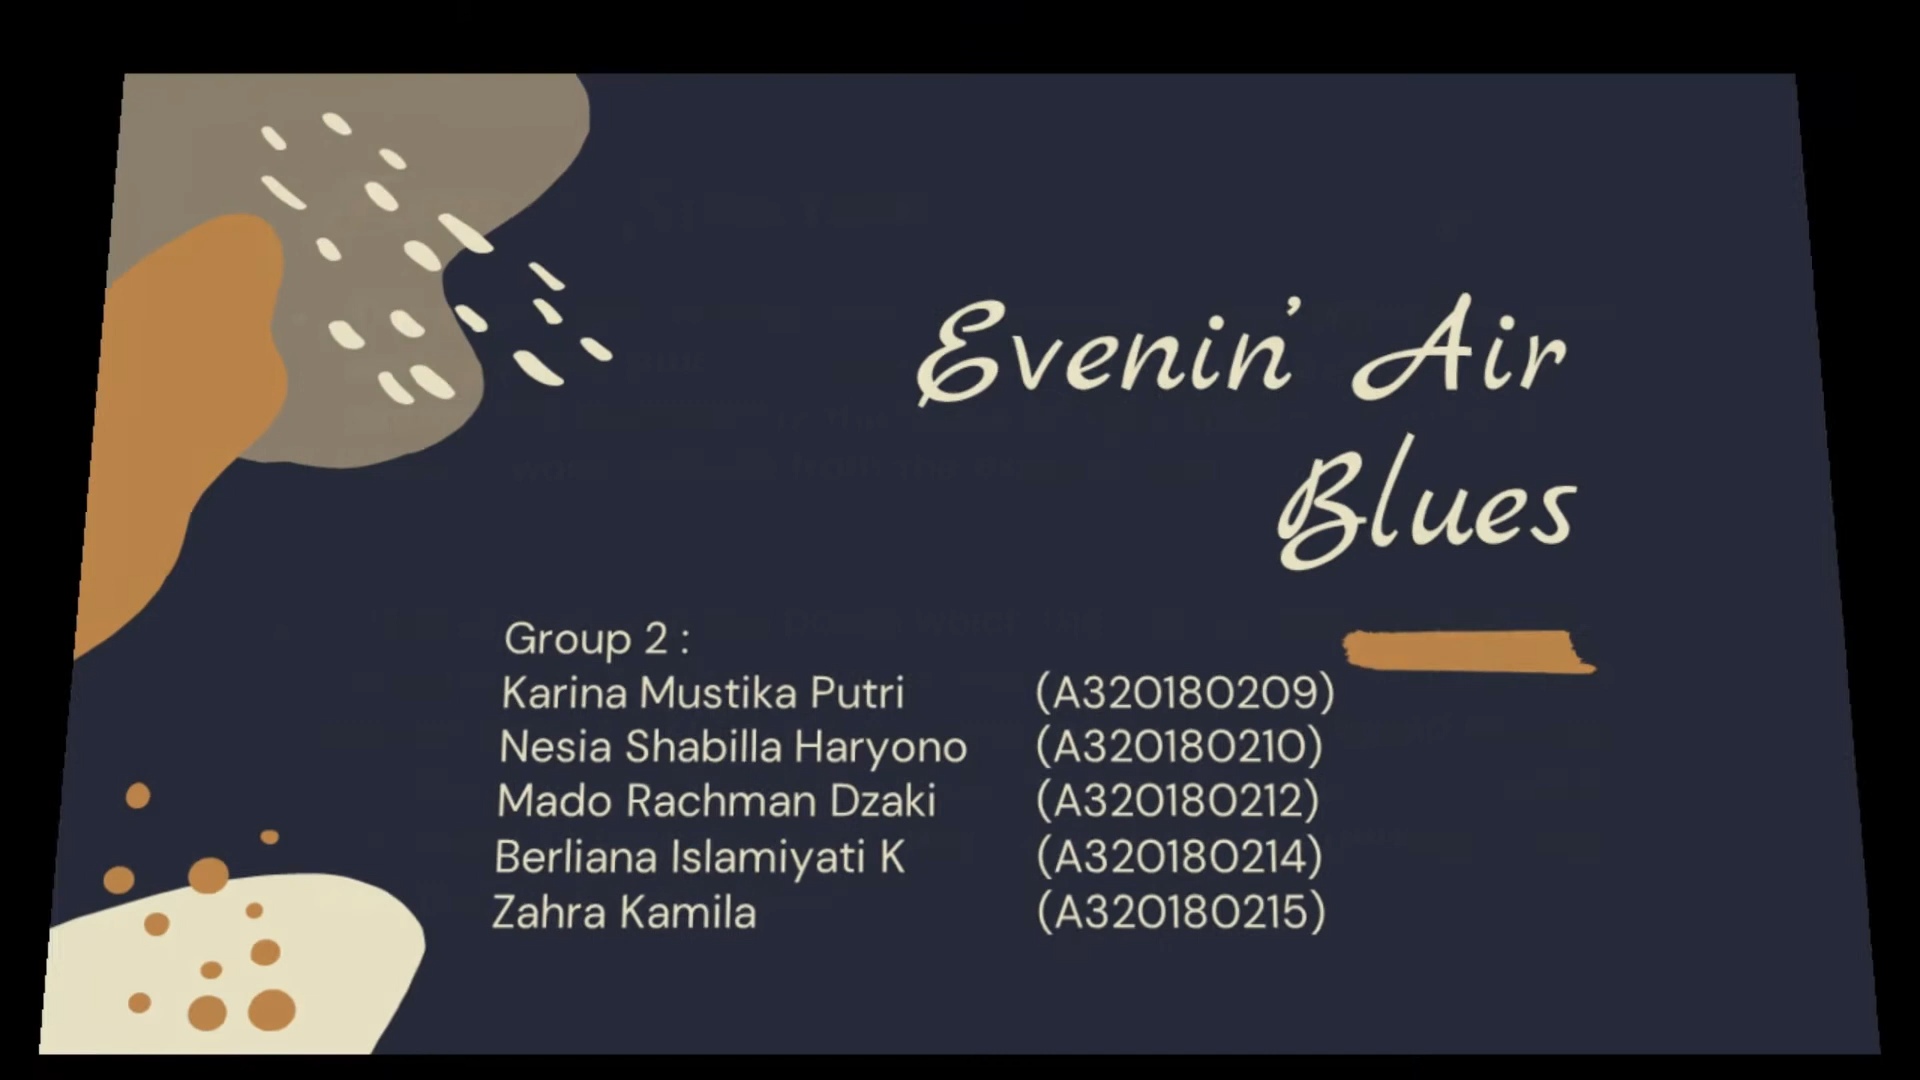 Evenin' Air
Blues
Group 2 :
Karina Mustika Putri (A320180209)
Nesia Shabilla Haryono (A320180210)
Mado Rachman Dzaki (A320180212)
Berliana Islamiyati K (A320180214)
Zahra Kamila (A320180215)